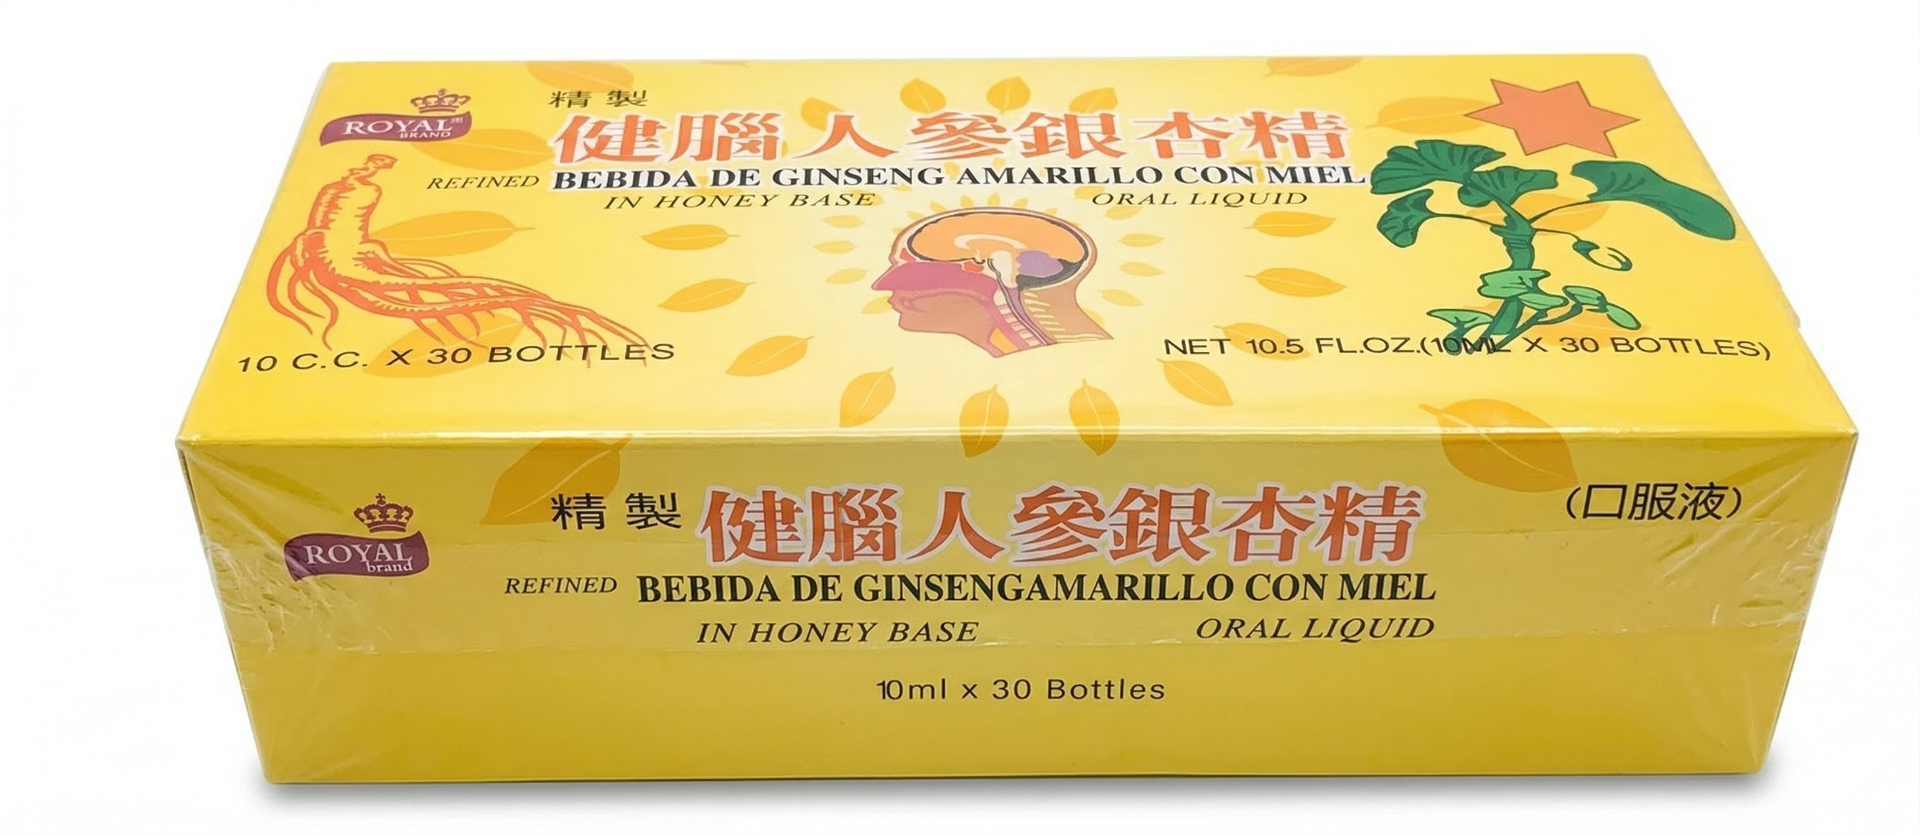 ROYAL
BRAND
精製
健腦人參銀杏精
REFINED BEBIDA DE GINSENG AMARILLO CON MIEL
IN HONEY BASE ORAL LIQUID
10 C.C. X 30 BOTTLES
NET 10.5 FL.OZ.(10ML X 30 BOTTLES)
ROYAL
brand
精製 健腦人參銀杏精 (口服液)
REFINED BEBIDA DE GINSENGAMARILLO CON MIEL
IN HONEY BASE ORAL LIQUID
10ml x 30 Bottles